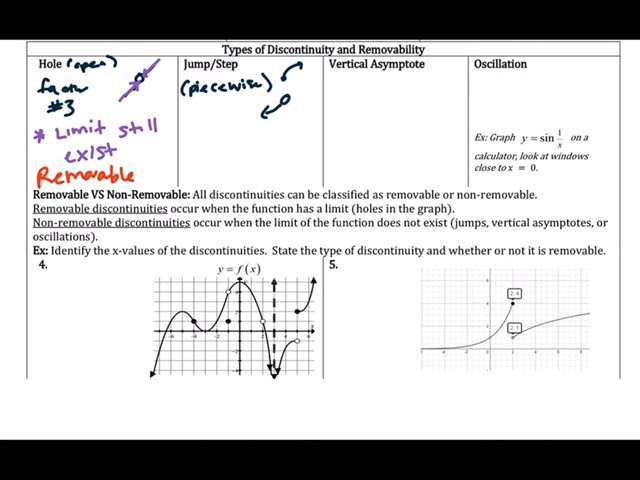 Types of Discontinuity and Removability
Hole (open)
factor
#3
* Limit still
exist
Removable
Jump/Step
(piecewise)
Vertical Asymptote
Oscillation
Ex: Graph y = sin 1/x on a
calculator, look at windows
close to x = 0.
Removable VS Non-Removable: All discontinuities can be classified as removable or non-removable.
Removable discontinuities occur when the function has a limit (holes in the graph).
Non-removable discontinuities occur when the limit of the function does not exist (jumps, vertical asymptotes, or
oscillations).
Ex: Identify the x-values of the discontinuities. State the type of discontinuity and whether or not it is removable.
4.
y = f(x)
5.
2, 4
2, 1